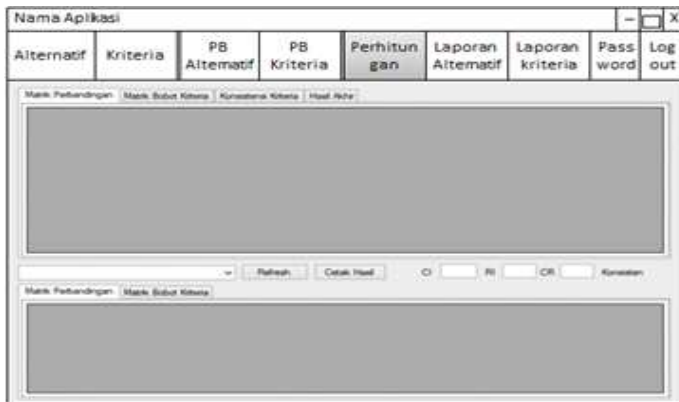 Nama Aplikasi
- X
Alternatif Kriteria PB Alternatif PB Kriteria Perhitun gan Laporan Alternatif Laporan kriteria Pass word Log out
Matrik Perbandingan Matrik Bobot Kriteria Konsistensi Kriteria Hasil Akhir
Refresh Cetak Hasil CI RI CR Konsisten
Matrik Perbandingan Matrik Bobot Kriteria